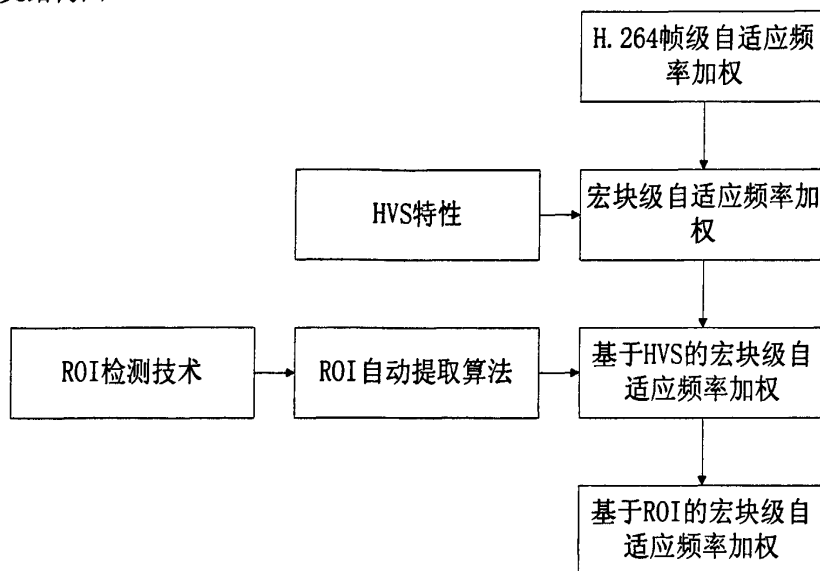 H.264帧级自适应频
率加权
HVS特性
宏块级自适应频率加
权
ROI检测技术
ROI自动提取算法
基于HVS的宏块级自
适应频率加权
基于ROI的宏块级自
适应频率加权